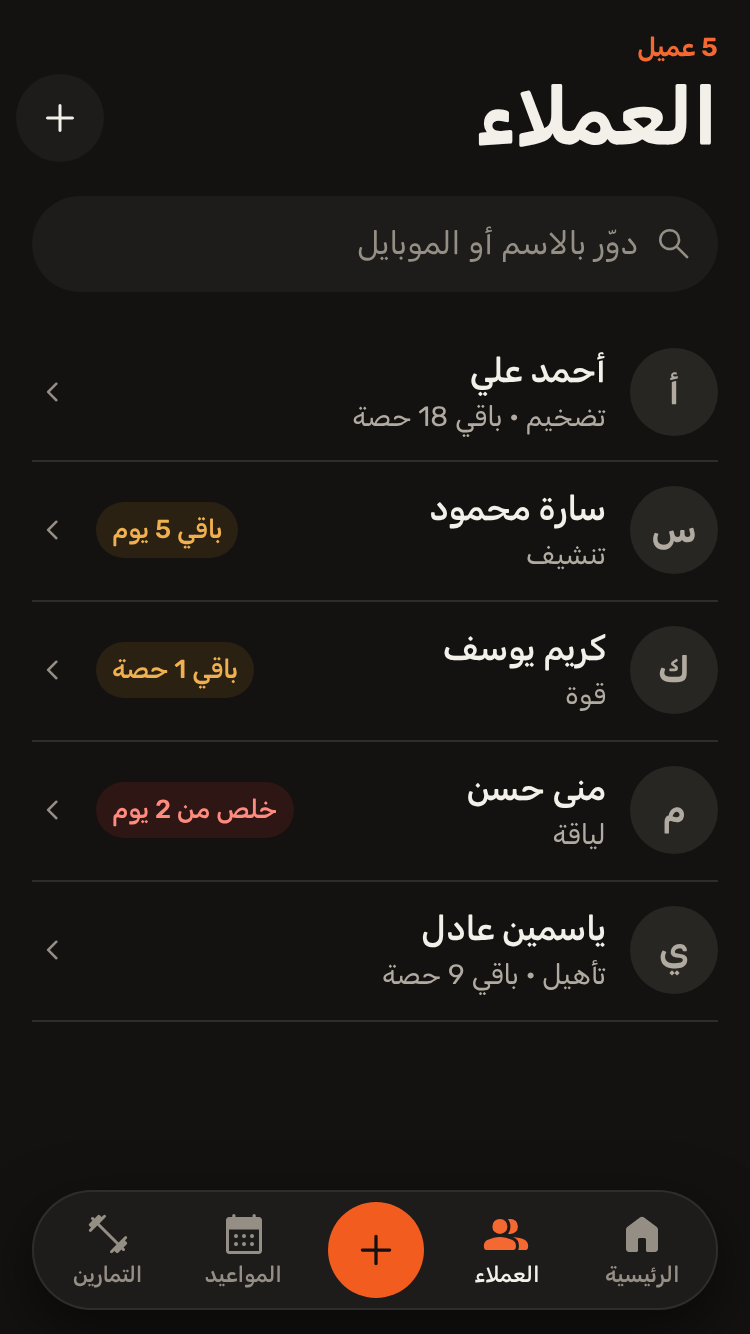 5 عميل
العملاء
دوّر بالاسم أو الموبايل
أ
أحمد علي
تضخيم • باقي 18 حصة
س
سارة محمود
تنشيف
باقي 5 يوم
ك
كريم يوسف
قوة
باقي 1 حصة
م
منى حسن
لياقة
خلص من 2 يوم
ي
ياسمين عادل
تأهيل • باقي 9 حصة
الرئيسية
العملاء
المواعيد
التمارين